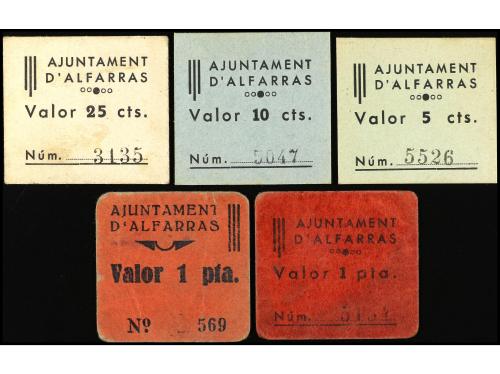 AJUNTAMENT
D'ALFARRAS
Valor 25 cts.
Núm. 3135
AJUNTAMENT
D'ALFARRAS
Valor 10 cts.
Núm. 5047
AJUNTAMENT
D'ALFARRAS
Valor 5 cts.
Núm. 5526
AJUNTAMENT
D'ALFARRAS
Valor 1 pta.
Nº 569
AJUNTAMENT
D'ALFARRAS
Valor 1 pta.
Núm.